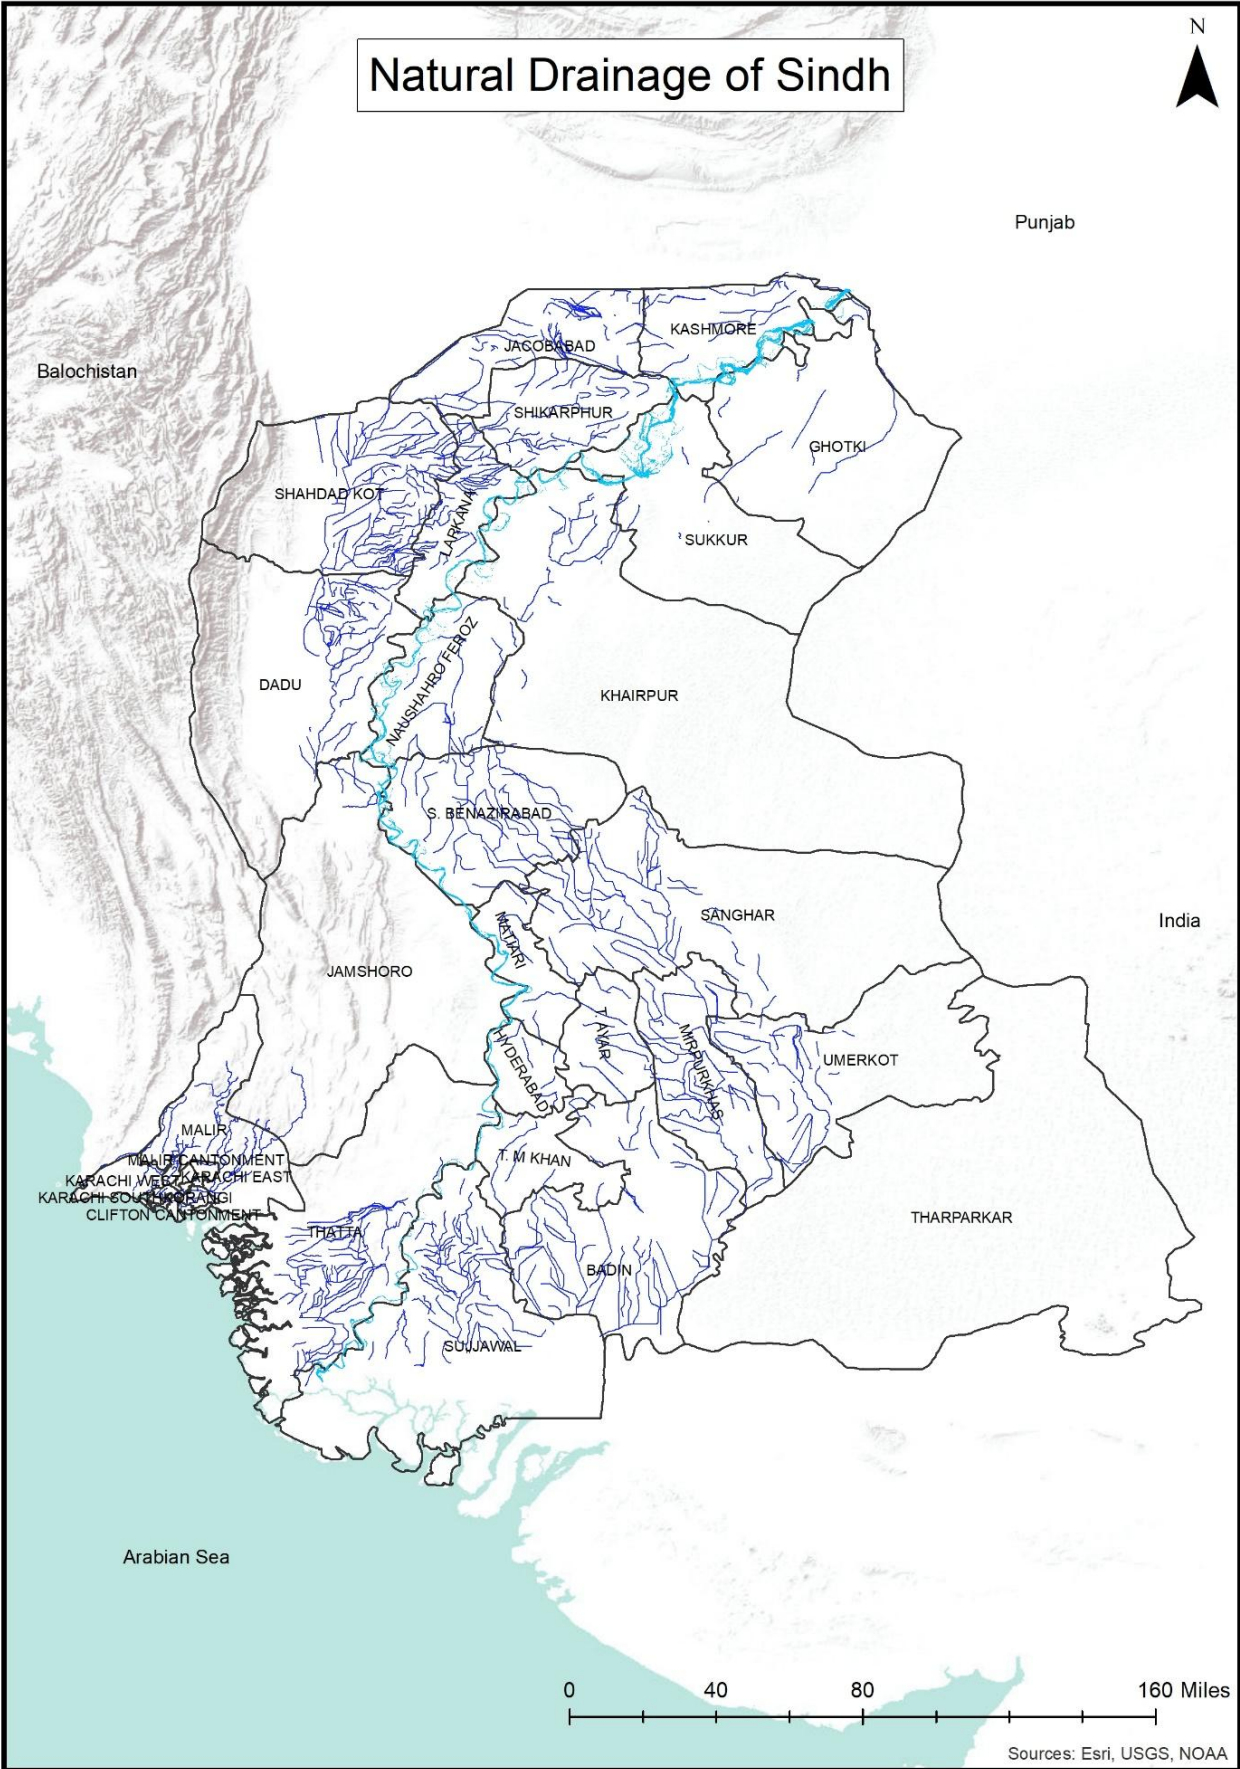 N
Natural Drainage of Sindh
Punjab
KASHMORE
JACOBABAD
Balochistan
SHIKARPHUR
GHOTKI
SHAHDAD KOT
LARKANA
SUKKUR
NAUSHAHRO FEROZ
DADU
KHAIRPUR
S. BENAZIRABAD
SANGHAR
India
MATIARI
JAMSHORO
HYDERABAD
T AYAR
MIRPURKHAS
UMERKOT
MALIR
MALIR CANTONMENT
KARACHI WEST
KARACHI EAST
KARACHI SOUTH
KORANGI
CLIFTON CANTONMENT
T. M KHAN
THARPARKAR
THATTA
BADIN
SUJJAWAL
Arabian Sea
0 40 80 160 Miles
Sources: Esri, USGS, NOAA